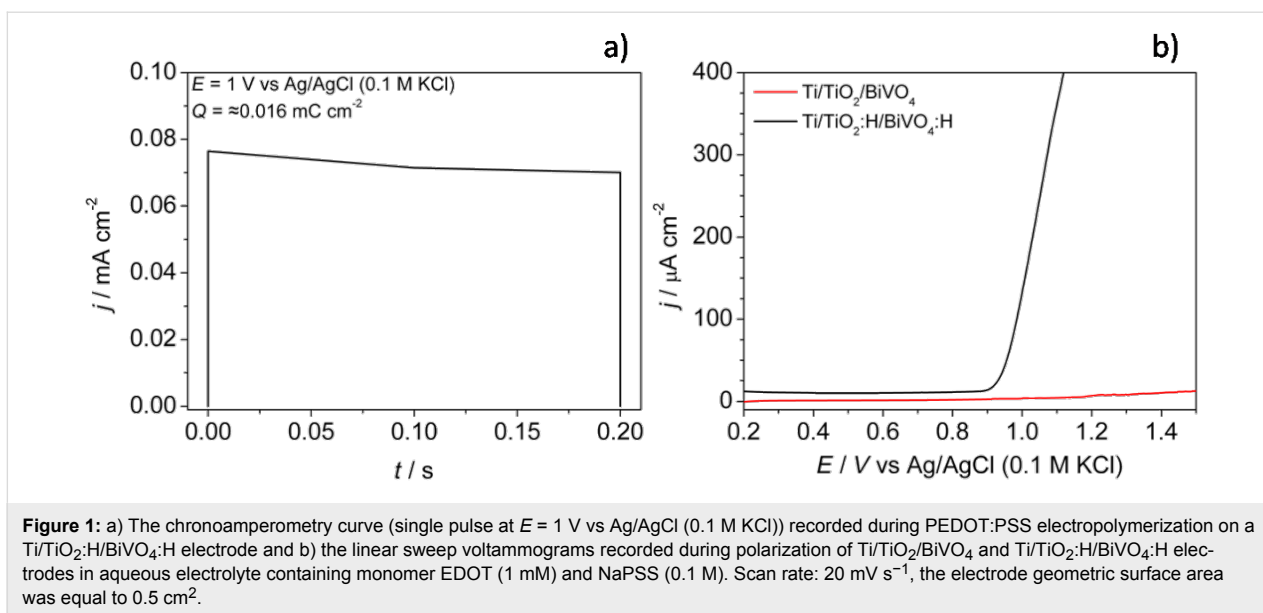 a)
E = 1 V vs Ag/AgCl (0.1 M KCl)
Q = ≈0.016 mC cm⁻²
0.10
0.08
0.06
0.04
0.02
0.00
j / mA cm⁻²
0.00 0.05 0.10 0.15 0.20
t / s
b)
Ti/TiO₂/BiVO₄
Ti/TiO₂:H/BiVO₄:H
400
300
200
100
0
j / μA cm⁻²
0.2 0.4 0.6 0.8 1.0 1.2 1.4
E / V vs Ag/AgCl (0.1 M KCl)
Figure 1: a) The chronoamperometry curve (single pulse at E = 1 V vs Ag/AgCl (0.1 M KCl)) recorded during PEDOT:PSS electropolymerization on a
Ti/TiO₂:H/BiVO₄:H electrode and b) the linear sweep voltammograms recorded during polarization of Ti/TiO₂/BiVO₄ and Ti/TiO₂:H/BiVO₄:H elec-
trodes in aqueous electrolyte containing monomer EDOT (1 mM) and NaPSS (0.1 M). Scan rate: 20 mV s⁻¹, the electrode geometric surface area
was equal to 0.5 cm².